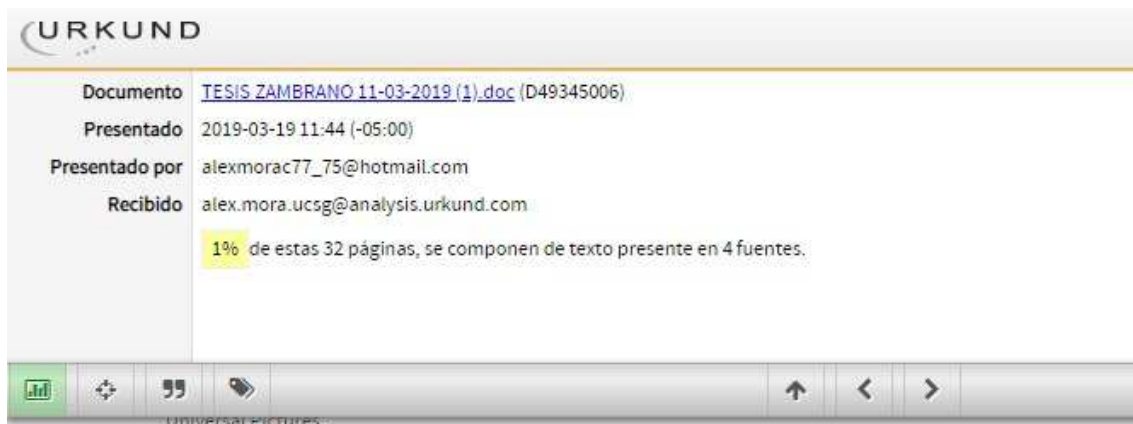 URKUND
Documento TESIS ZAMBRANO 11-03-2019 (1).doc (D49345006)
Presentado 2019-03-19 11:44 (-05:00)
Presentado por alexmorac77_75@hotmail.com
Recibido alex.mora.ucsg@analysis.urkund.com
1% de estas 32 páginas, se componen de texto presente en 4 fuentes.
Universal Pictures